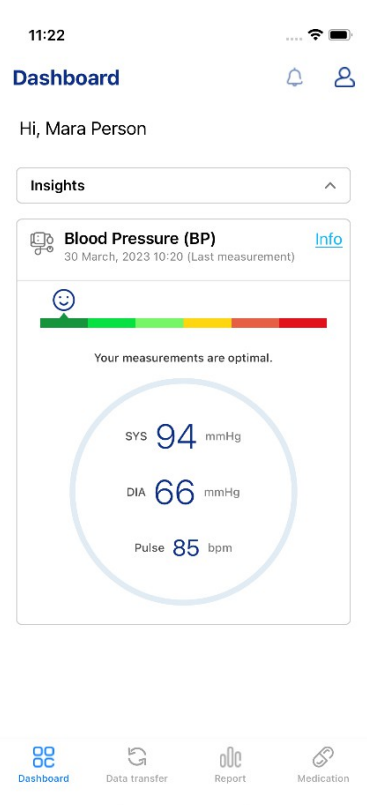 11:22
Dashboard
Hi, Mara Person
Insights
Blood Pressure (BP)
Info
30 March, 2023 10:20 (Last measurement)
Your measurements are optimal.
SYS 94 mmHg
DIA 66 mmHg
Pulse 85 bpm
Dashboard
Data transfer
Report
Medication